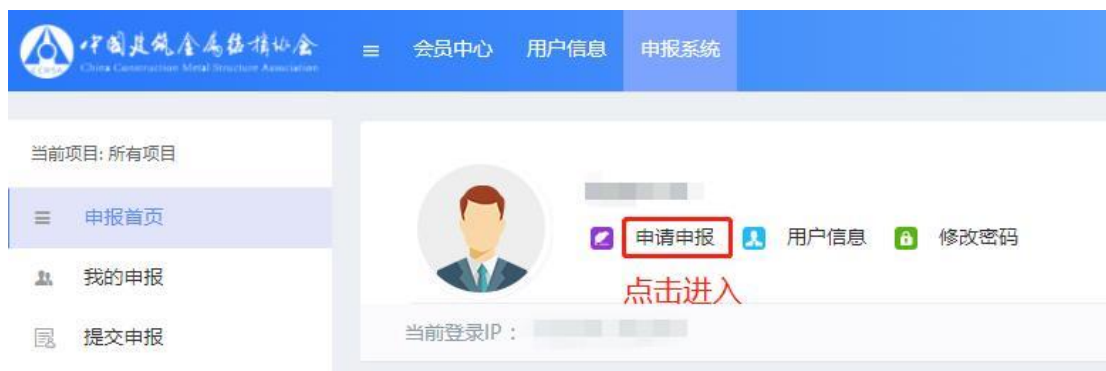 中国建筑金属结构协会
China Construction Metal Structure Association
会员中心 用户信息 申报系统
当前项目: 所有项目
申报首页
我的申报
提交申报
申请申报 用户信息 修改密码
点击进入
当前登录IP：